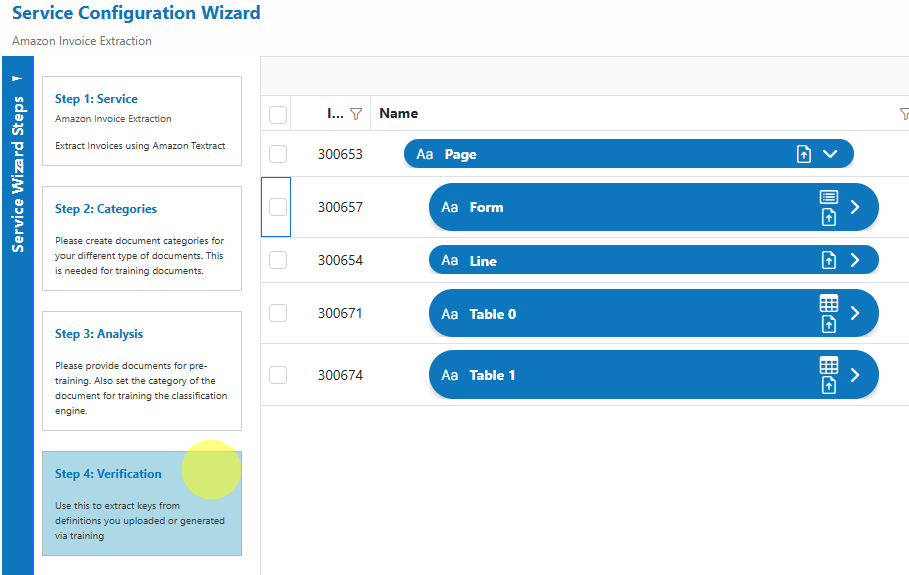 Service Configuration Wizard
Amazon Invoice Extraction
Service Wizard Steps
Step 1: Service
Amazon Invoice Extraction
Extract Invoices using Amazon Textract
Step 2: Categories
Please create document categories for
your different type of documents. This
is needed for training documents.
Step 3: Analysis
Please provide documents for pre-
training. Also set the category of the
document for training the classification
engine.
Step 4: Verification
Use this to extract keys from
definitions you uploaded or generated
via training
I... Name
300653 Aa Page
300657 Aa Form
300654 Aa Line
300671 Aa Table 0
300674 Aa Table 1